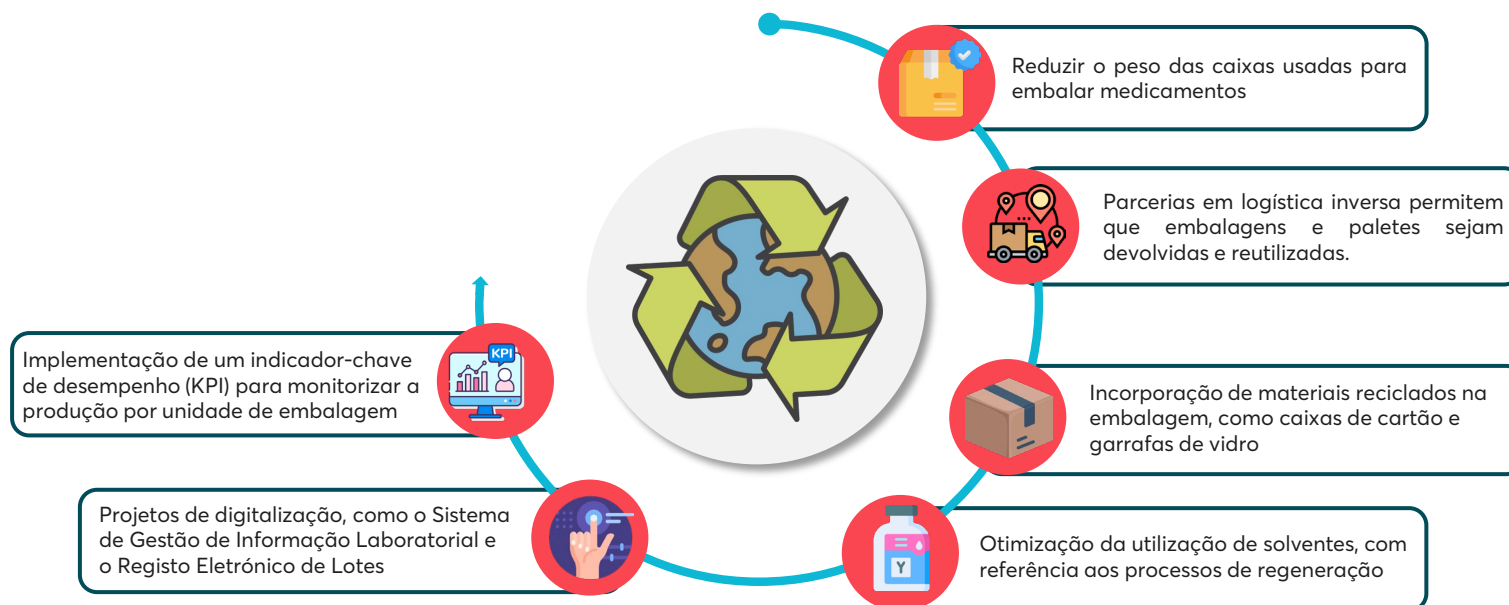 Reduzir o peso das caixas usadas para
embalar medicamentos
Parcerias em logística inversa permitem
que embalagens e paletes sejam
devolvidas e reutilizadas.
Incorporação de materiais reciclados na
embalagem, como caixas de cartão e
garrafas de vidro
Otimização da utilização de solventes, com
referência aos processos de regeneração
Y
Projetos de digitalização, como o Sistema
de Gestão de Informação Laboratorial e
o Registo Eletrónico de Lotes
Implementação de um indicador-chave
de desempenho (KPI) para monitorizar a
produção por unidade de embalagem
KPI